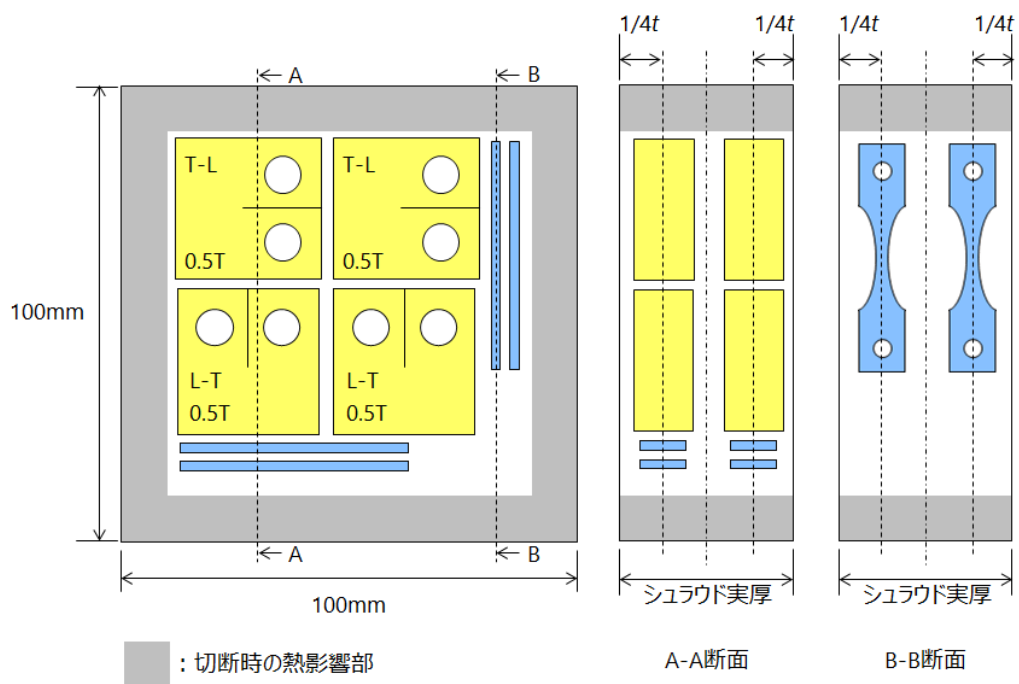 1/4t 1/4t 1/4t 1/4t
A B
T-L T-L
0.5T 0.5T
100mm
L-T L-T
0.5T 0.5T
A B
100mm
シュラウド実厚 シュラウド実厚
：切断時の熱影響部
A-A断面 B-B断面